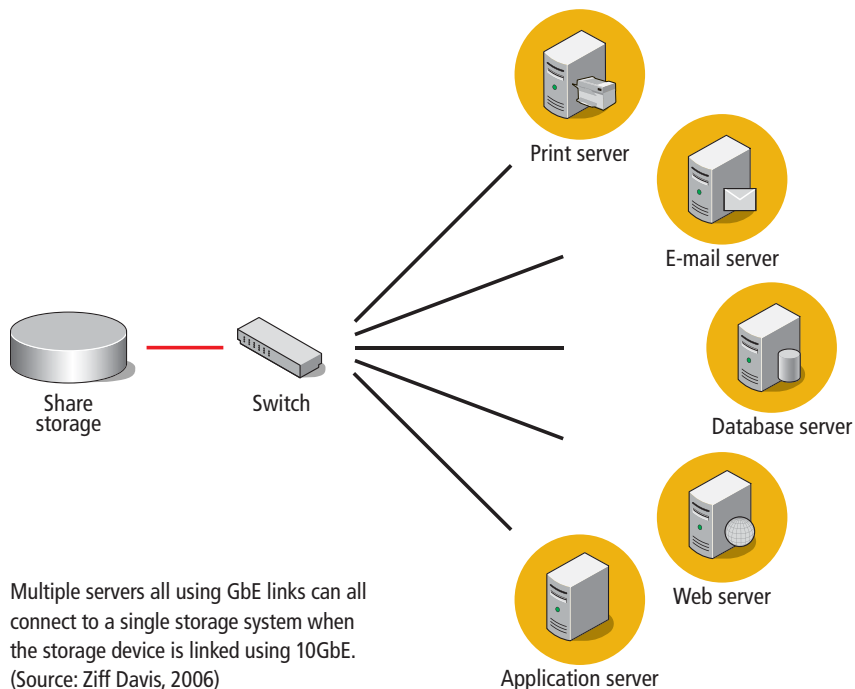 Print server
E-mail server
Share
storage
Switch
Database server
Web server
Application server
Multiple servers all using GbE links can all
connect to a single storage system when
the storage device is linked using 10GbE.
(Source: Ziff Davis, 2006)